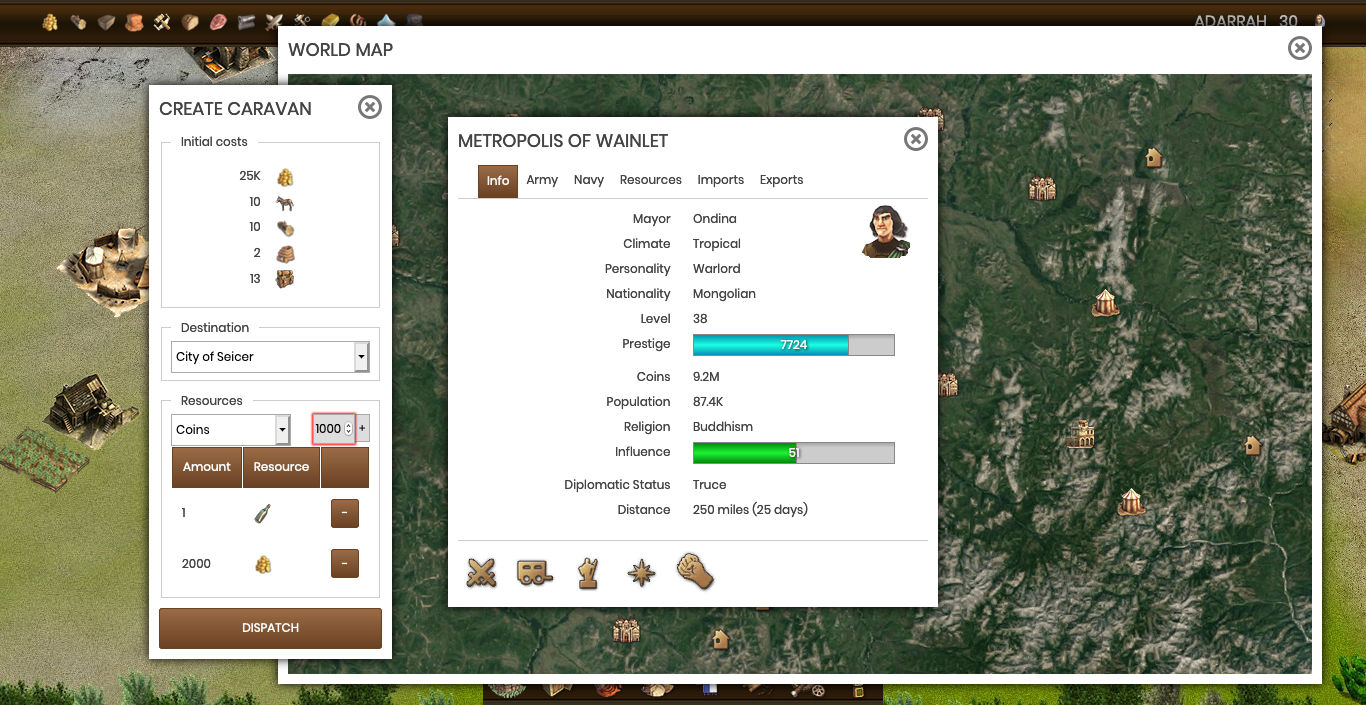 ADARRAH 30
WORLD MAP
CREATE CARAVAN
Initial costs
25K
10
10
2
13
Destination
City of Seicer
Resources
Coins
1000
+
Amount Resource
1
-
2000
-
DISPATCH
METROPOLIS OF WAINLET
Info Army Navy Resources Imports Exports
Mayor Ondina
Climate Tropical
Personality Warlord
Nationality Mongolian
Level 38
Prestige 7724
Coins 9.2M
Population 87.4K
Religion Buddhism
Influence 51
Diplomatic Status Truce
Distance 250 miles (25 days)